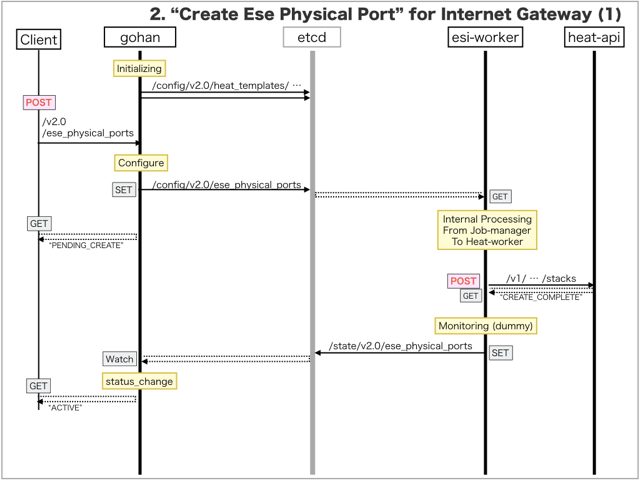 2. “Create Ese Physical Port” for Internet Gateway (1)
Client
gohan
etcd
esi-worker
heat-api
Initializing
/config/v2.0/heat_templates/ …
POST
/v2.0
/ese_physical_ports
Configure
SET
/config/v2.0/ese_physical_ports
GET
GET
"PENDING_CREATE"
Internal Processing
From Job-manager
To Heat-worker
POST
/v1/ … /stacks
GET
"CREATE_COMPLETE"
Monitoring (dummy)
/state/v2.0/ese_physical_ports
SET
Watch
status_change
GET
"ACTIVE"